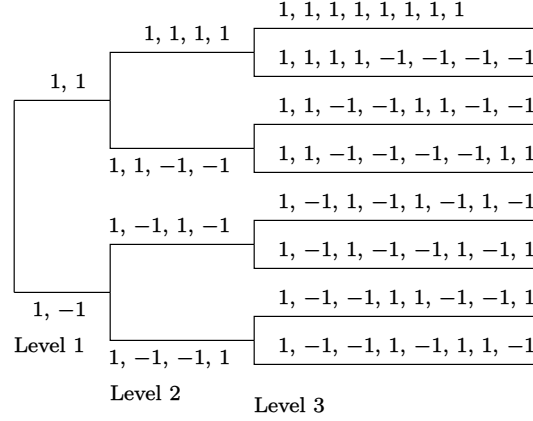 1, 1, 1, 1, 1, 1, 1, 1
1, 1, 1, 1
1, 1, 1, 1, −1, −1, −1, −1
1, 1
1, 1, −1, −1, 1, 1, −1, −1
1, 1, −1, −1
1, 1, −1, −1, −1, −1, 1, 1
1, −1, 1, −1, 1, −1, 1, −1
1, −1, 1, −1
1, −1, 1, −1, −1, 1, −1, 1
1, −1
1, −1, −1, 1, 1, −1, −1, 1
Level 1
1, −1, −1, 1
1, −1, −1, 1, −1, 1, 1, −1
Level 2
Level 3